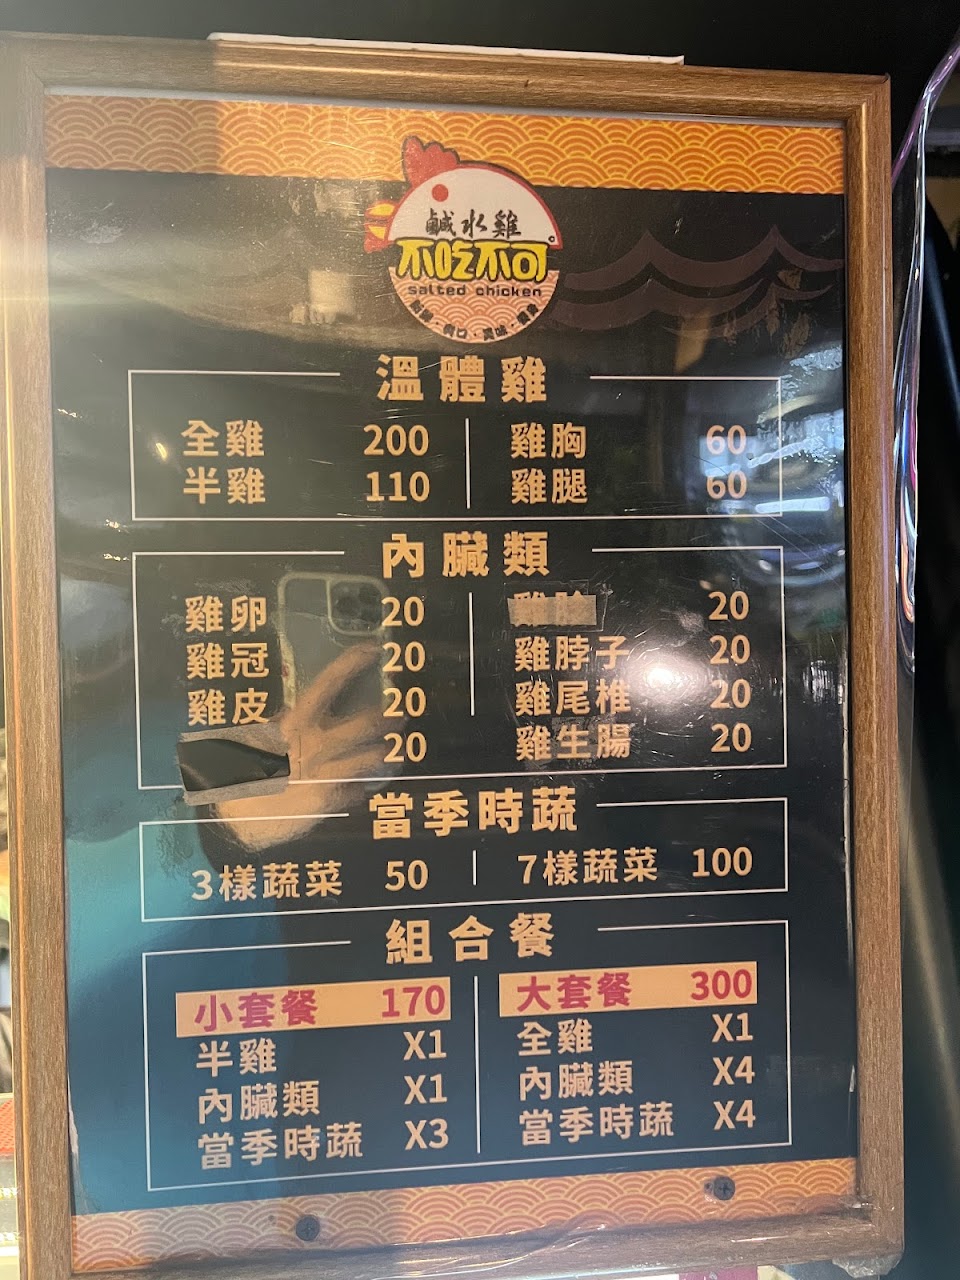 鹹水雞
不吃不可
salted chicken
溫體雞
全雞 200
半雞 110
雞胸 60
雞腿 60
內臟類
雞卵 20
雞冠 20
雞皮 20
20
雞 20
雞脖子 20
雞尾椎 20
雞生腸 20
當季時蔬
3樣蔬菜 50
7樣蔬菜 100
組合餐
小套餐 170
半雞 X1
內臟類 X1
當季時蔬 X3
大套餐 300
全雞 X1
內臟類 X4
當季時蔬 X4